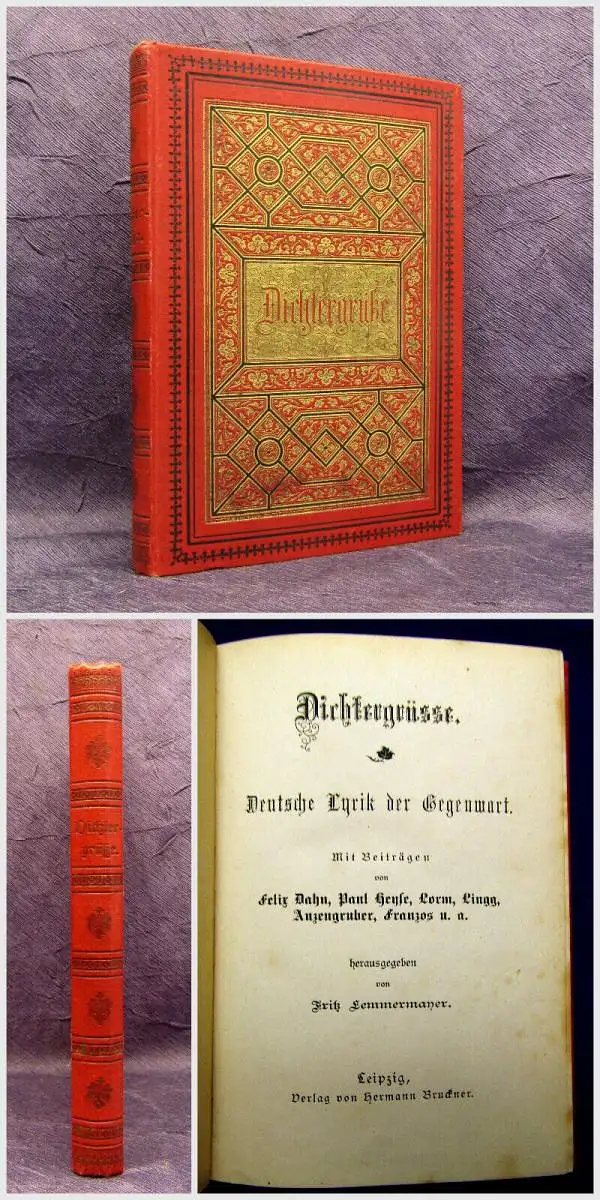 Dichtergrüße
Dichter
grüße.
Dichtergrüsse.
Deutsche Lyrik der Gegenwart.
Mit Beiträgen
von
Felix Dahn, Paul Heyse, Lorm, Lingg,
Anzengruber, Franzos u. a.
herausgegeben
von
Fritz Lemmermayer.
Leipzig,
Verlag von Hermann Bruckner.